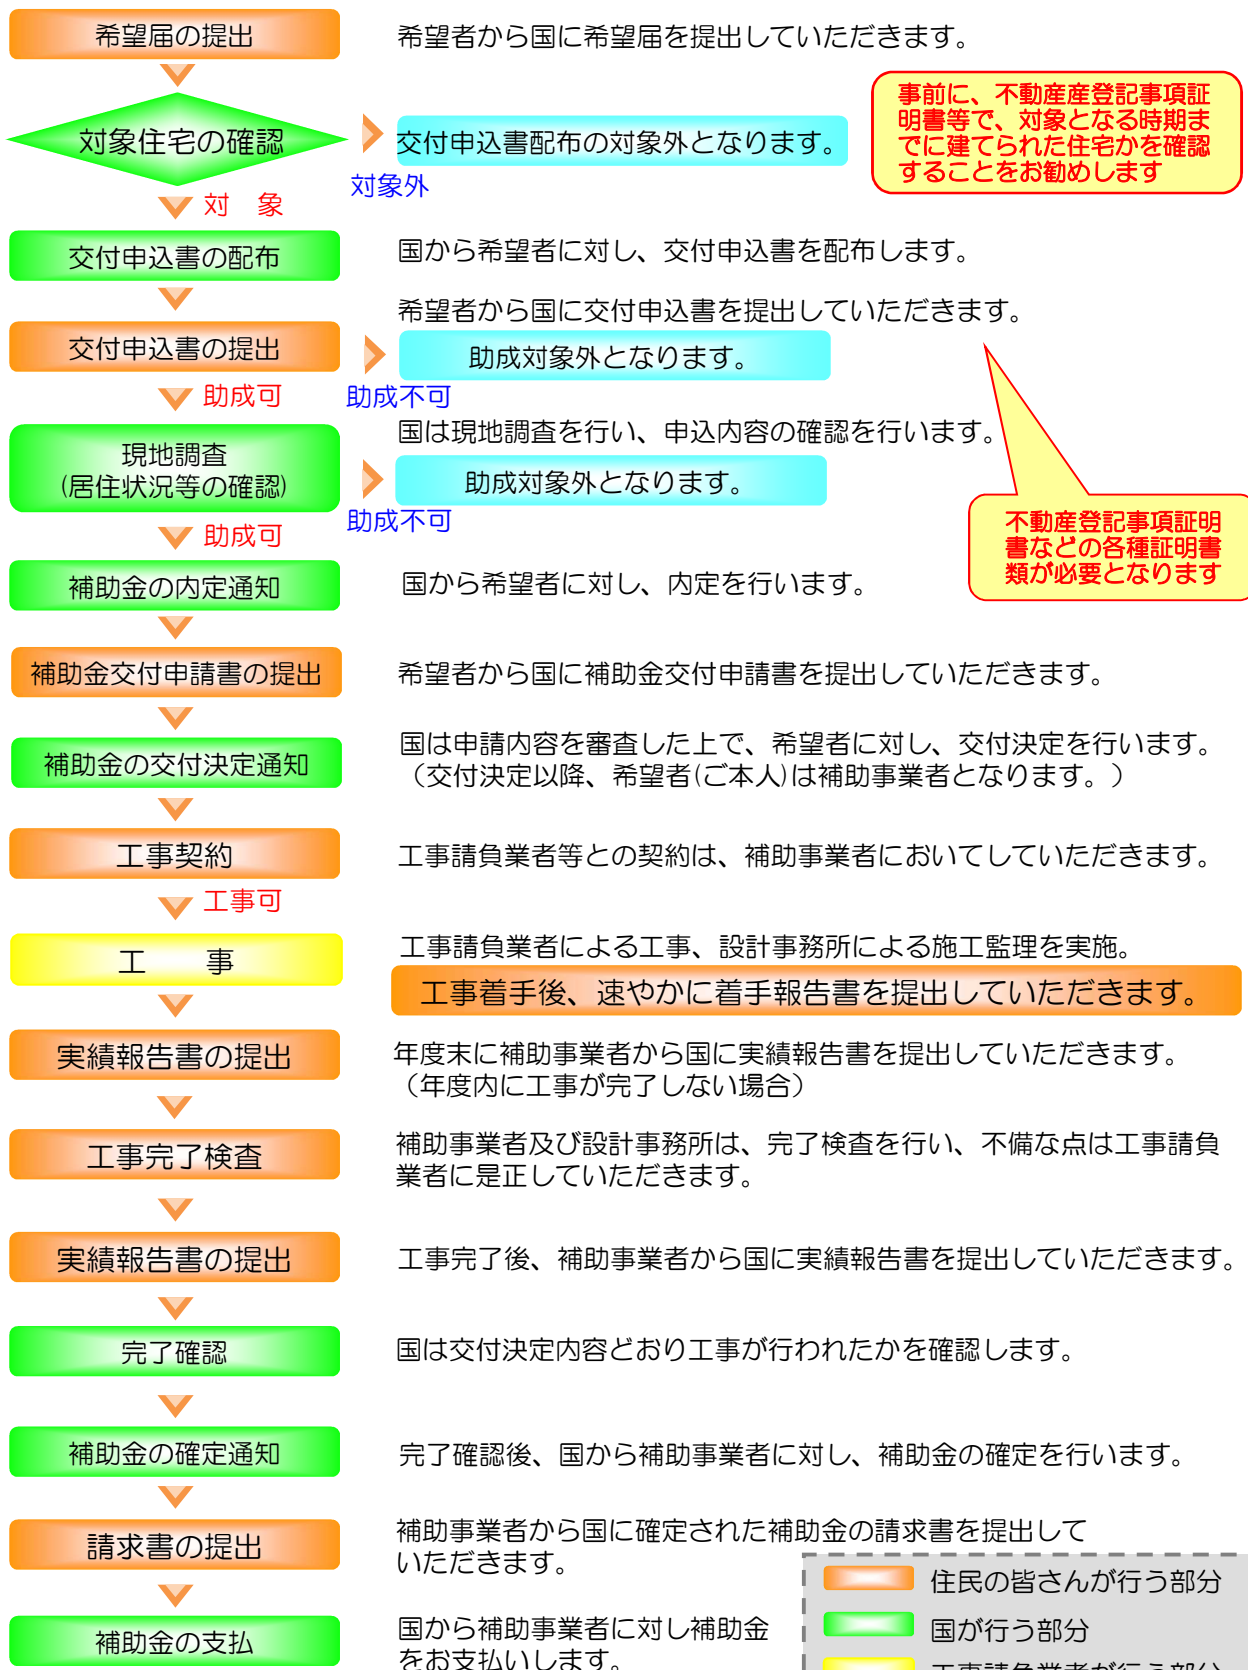 希望届の提出
希望者から国に希望届を提出していただきます。
事前に、不動産産登記事項証
明書等で、対象となる時期ま
でに建てられた住宅かを確認
することをお勧めします
対象住宅の確認
交付申込書配布の対象外となります。
対象外
対　象
交付申込書の配布
国から希望者に対し、交付申込書を配布します。
希望者から国に交付申込書を提出していただきます。
交付申込書の提出
助成対象外となります。
助成可
助成不可
国は現地調査を行い、申込内容の確認を行います。
現地調査
(居住状況等の確認)
助成対象外となります。
助成不可
助成可
不動産登記事項証明
書などの各種証明書
類が必要となります
補助金の内定通知
国から希望者に対し、内定を行います。
補助金交付申請書の提出
希望者から国に補助金交付申請書を提出していただきます。
補助金の交付決定通知
国は申請内容を審査した上で、希望者に対し、交付決定を行います。
（交付決定以降、希望者(ご本人)は補助事業者となります。）
工事契約
工事請負業者等との契約は、補助事業者においてしていただきます。
工事可
工　事
工事請負業者による工事、設計事務所による施工監理を実施。
工事着手後、速やかに着手報告書を提出していただきます。
実績報告書の提出
年度末に補助事業者から国に実績報告書を提出していただきます。
（年度内に工事が完了しない場合）
工事完了検査
補助事業者及び設計事務所は、完了検査を行い、不備な点は工事請負
業者に是正していただきます。
実績報告書の提出
工事完了後、補助事業者から国に実績報告書を提出していただきます。
完了確認
国は交付決定内容どおり工事が行われたかを確認します。
補助金の確定通知
完了確認後、国から補助事業者に対し、補助金の確定を行います。
請求書の提出
補助事業者から国に確定された補助金の請求書を提出して
いただきます。
補助金の支払
国から補助事業者に対し補助金
をお支払いします。
住民の皆さんが行う部分
国が行う部分
工事請負業者が行う部分